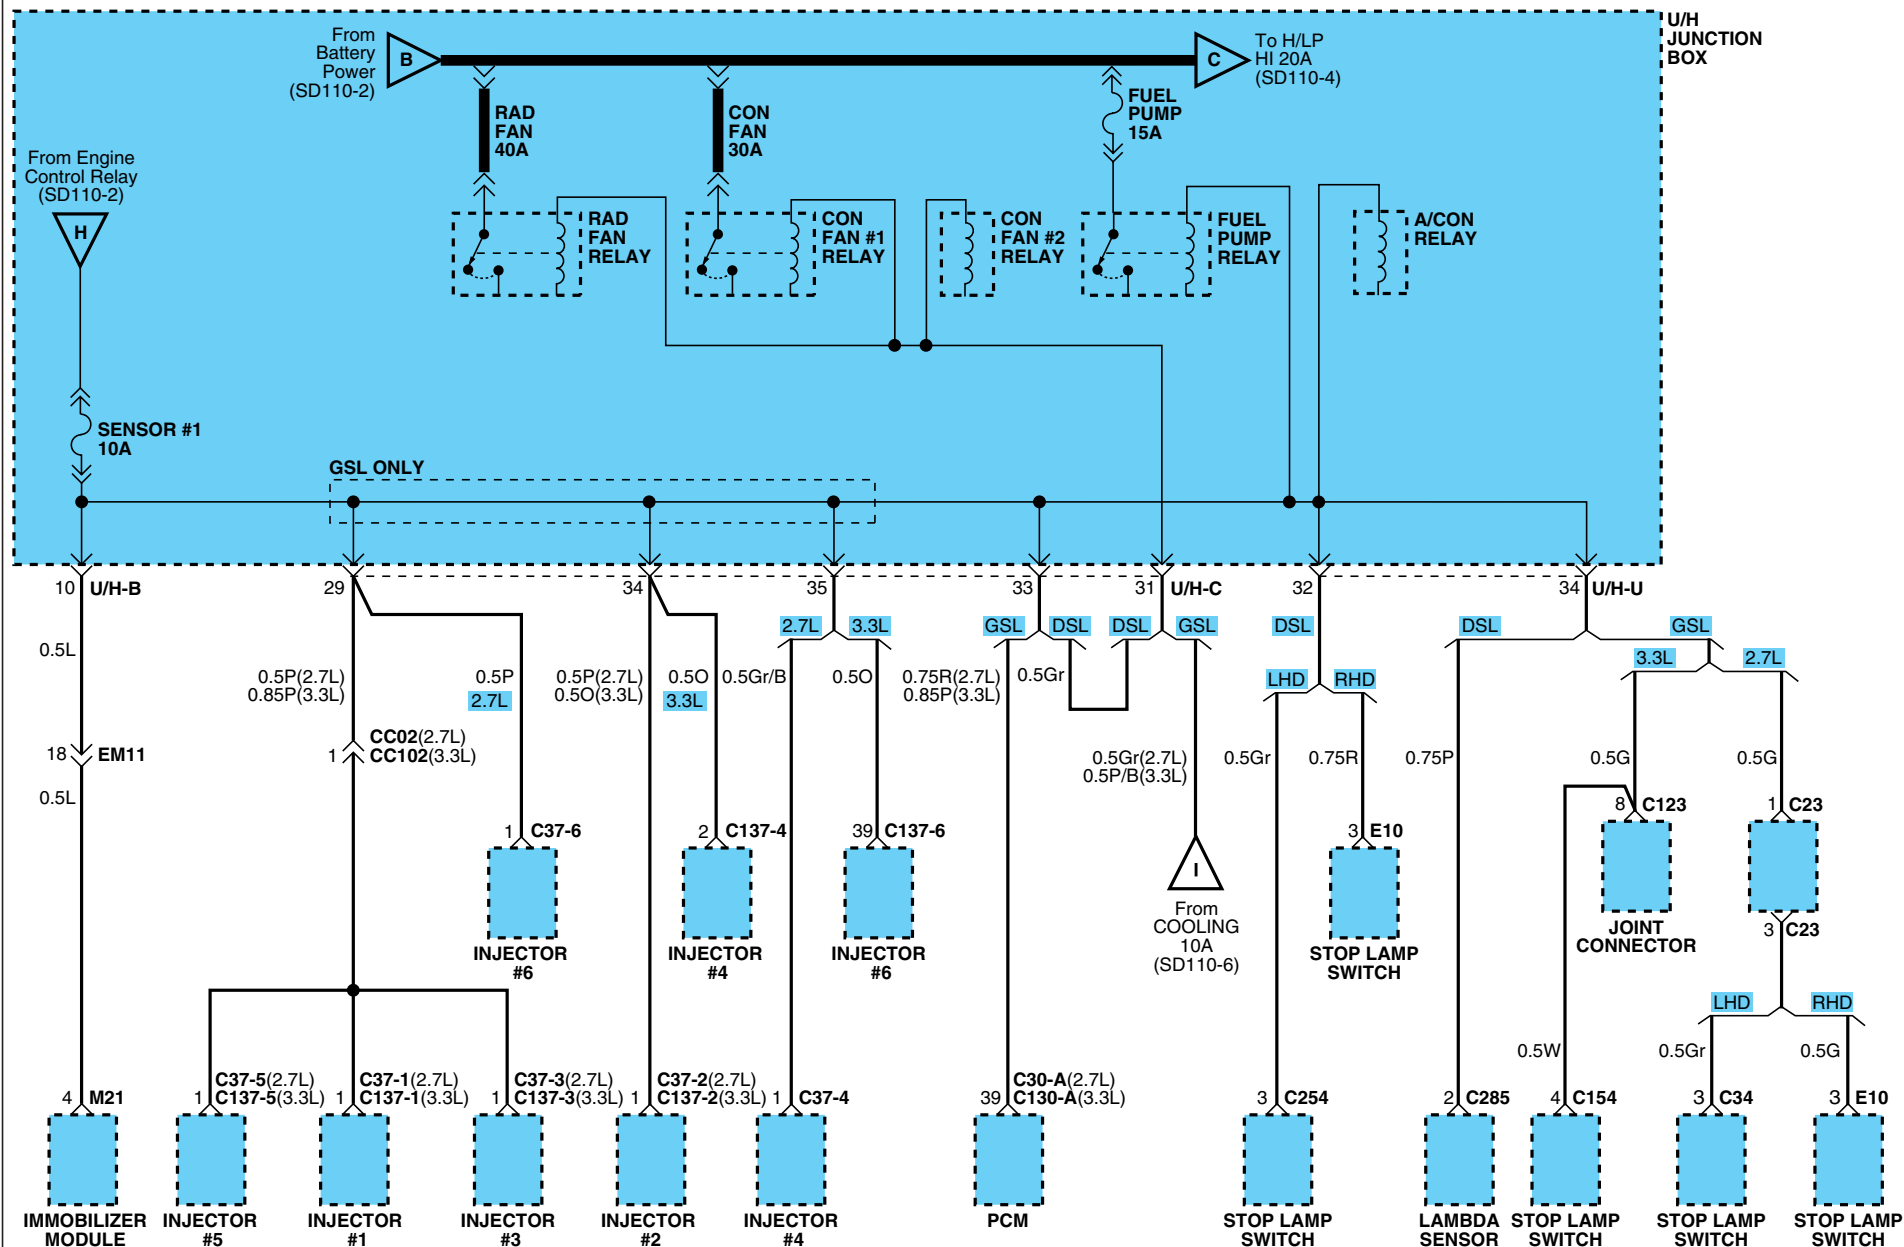 U/H
JUNCTION
BOX
From
Battery
Power
(SD110-2)
B
C
To H/LP
HI 20A
(SD110-4)
RAD
FAN
40A
CON
FAN
30A
FUEL
PUMP
15A
From Engine
Control Relay
(SD110-2)
H
RAD
FAN
RELAY
CON
FAN #1
RELAY
CON
FAN #2
RELAY
FUEL
PUMP
RELAY
A/CON
RELAY
SENSOR #1
10A
GSL ONLY
10 U/H-B
29
34
35
33
31 U/H-C
32
34 U/H-U
2.7L 3.3L
GSL DSL
DSL GSL
DSL
DSL
GSL
3.3L 2.7L
0.5L
0.5P(2.7L)
0.85P(3.3L)
0.5P
2.7L
0.5P(2.7L)
0.5O(3.3L)
0.5O
3.3L
0.5Gr/B
0.5O
0.75R(2.7L)
0.85P(3.3L)
0.5Gr
LHD RHD
18 EM11
0.5L
1 CC02(2.7L)
CC102(3.3L)
0.5Gr(2.7L)
0.5P/B(3.3L)
0.5Gr
0.75R
0.75P
0.5G
0.5G
1 C37-6
2 C137-4
39 C137-6
3 E10
8 C123
1 C23
I
From
COOLING
10A
(SD110-6)
INJECTOR
#6
INJECTOR
#4
INJECTOR
#6
STOP LAMP
SWITCH
JOINT
CONNECTOR
3 C23
LHD RHD
0.5W
0.5Gr
0.5G
4 M21
1 C37-5(2.7L)
C137-5(3.3L)
1 C37-1(2.7L)
C137-1(3.3L)
1 C37-3(2.7L)
C137-3(3.3L)
1 C37-2(2.7L)
C137-2(3.3L)
1 C37-4
39 C30-A(2.7L)
C130-A(3.3L)
3 C254
2 C285
4 C154
3 C34
3 E10
IMMOBILIZER
MODULE
INJECTOR
#5
INJECTOR
#1
INJECTOR
#3
INJECTOR
#2
INJECTOR
#4
PCM
STOP LAMP
SWITCH
LAMBDA
SENSOR
STOP LAMP
SWITCH
STOP LAMP
SWITCH
STOP LAMP
SWITCH